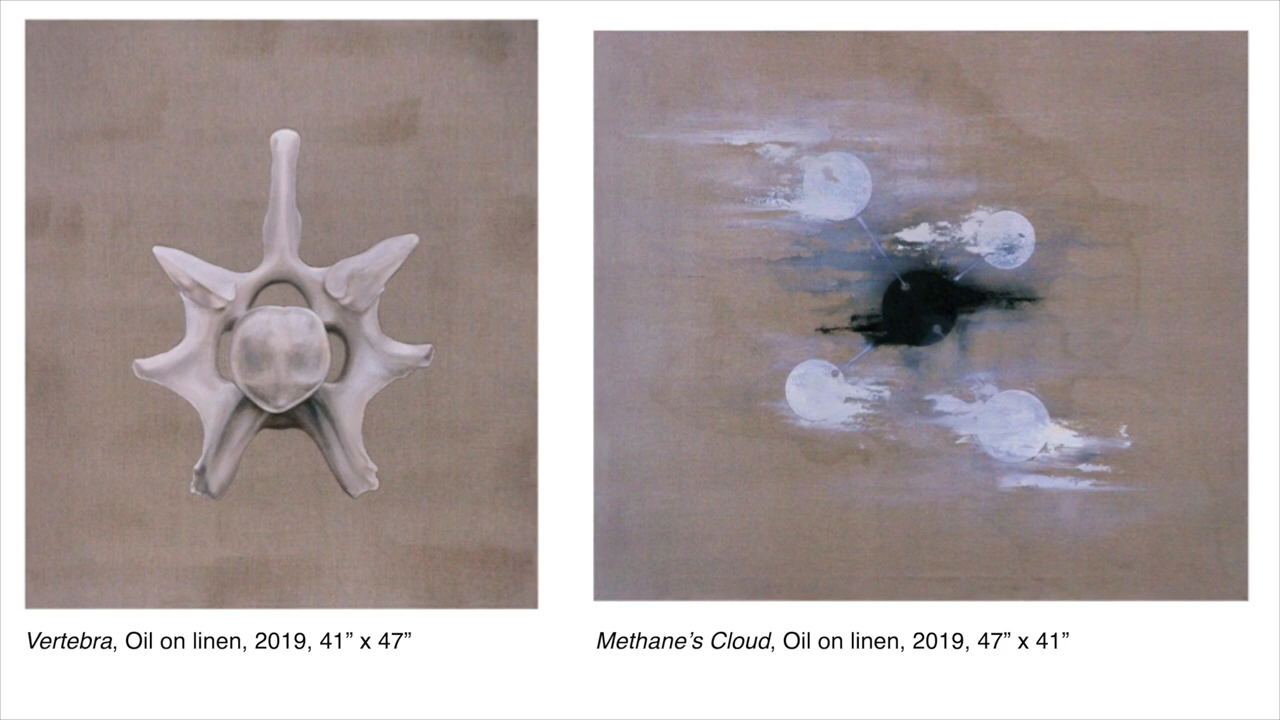 Vertebra, Oil on linen, 2019, 41” x 47”
Methane’s Cloud, Oil on linen, 2019, 47” x 41”